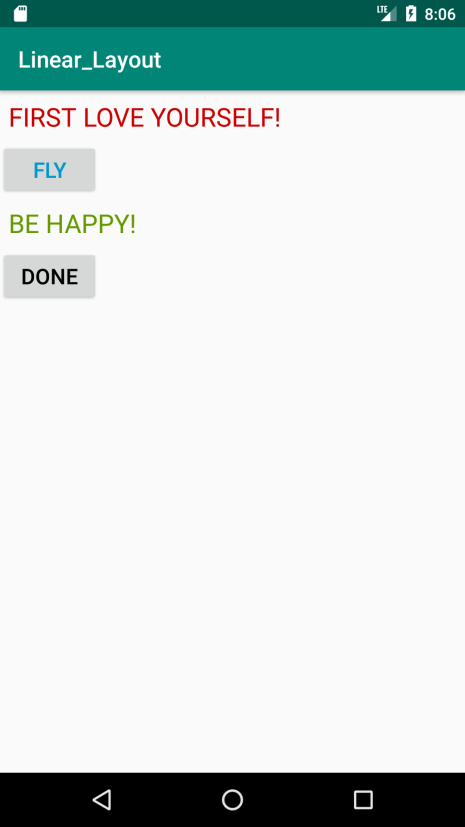 LTE 8:06
Linear_Layout
FIRST LOVE YOURSELF!
FLY
BE HAPPY!
DONE